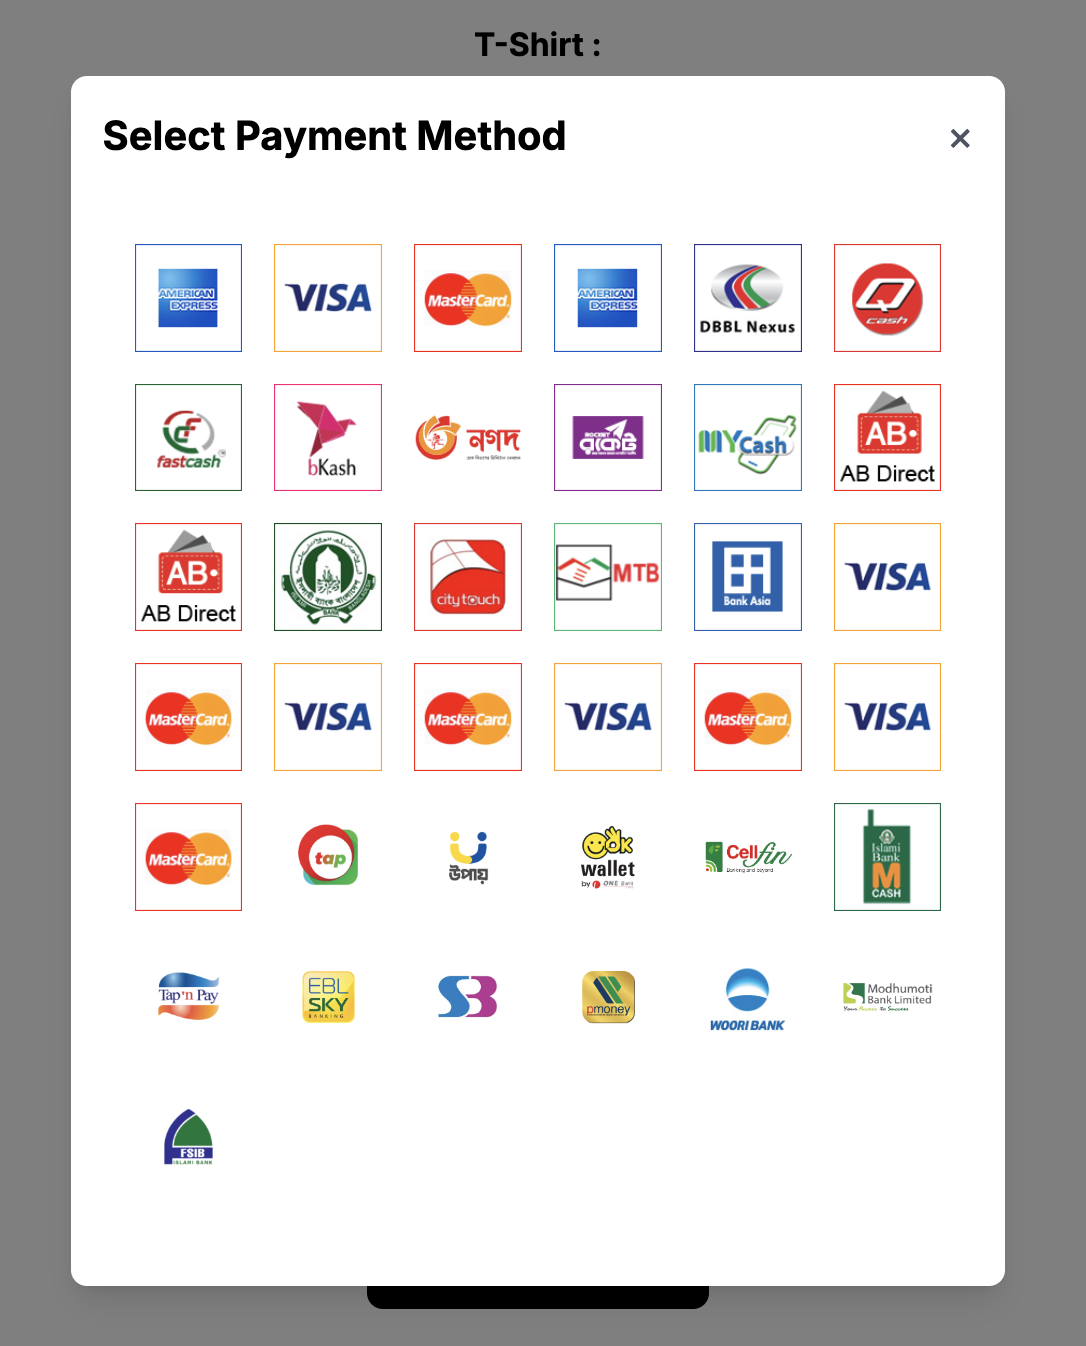 T-Shirt :
Select Payment Method
×
AMERICAN
EXPRESS
VISA
MasterCard
AMERICAN
EXPRESS
DBBL Nexus
Q
cash
fastcash
bKash
নগদ
ROCKET
রকেট
MYCash
AB
AB Direct
AB
AB Direct
city touch
MTB
Bank Asia
VISA
MasterCard
VISA
MasterCard
VISA
MasterCard
VISA
MasterCard
tap
উপায়
OK
wallet
by ONE Bank
Cellfin
Banking and beyond
Islami
Bank
M
CASH
Tap'n Pay
EBL
SKY
BANKING
SB
pmoney
WOORI BANK
Modhumoti
Bank Limited
FSIB
ISLAMI BANK